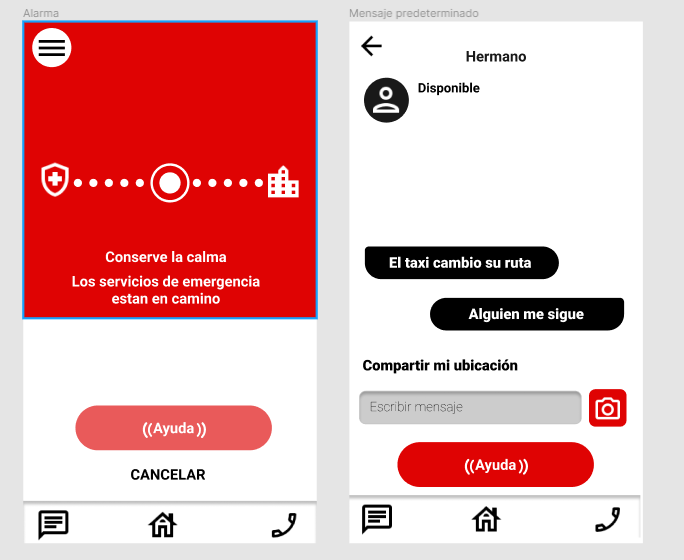 Alarma
Conserve la calma
Los servicios de emergencia
estan en camino
((Ayuda ))
CANCELAR
Mensaje predeterminado
Hermano
Disponible
El taxi cambio su ruta
Alguien me sigue
Compartir mi ubicación
Escribir mensaje
((Ayuda ))